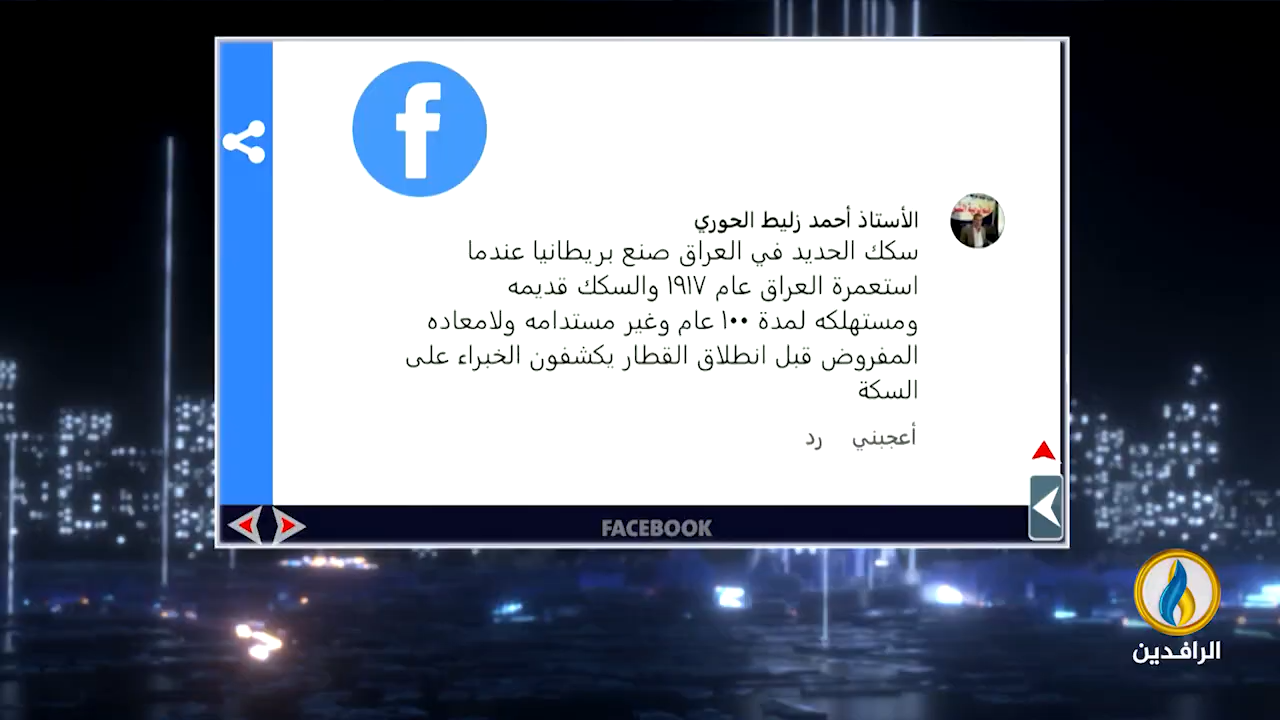 الأستاذ أحمد زليط الحوري
سكك الحديد في العراق صنع بريطانيا عندما
استعمرة العراق عام ١٩١٧ والسكك قديمه
ومستهلكه لمدة ١٠٠ عام وغير مستدامه ولامعاده
المفروض قبل انطلاق القطار يكشفون الخبراء على
السكة
أعجبني رد
FACEBOOK
الرافدين